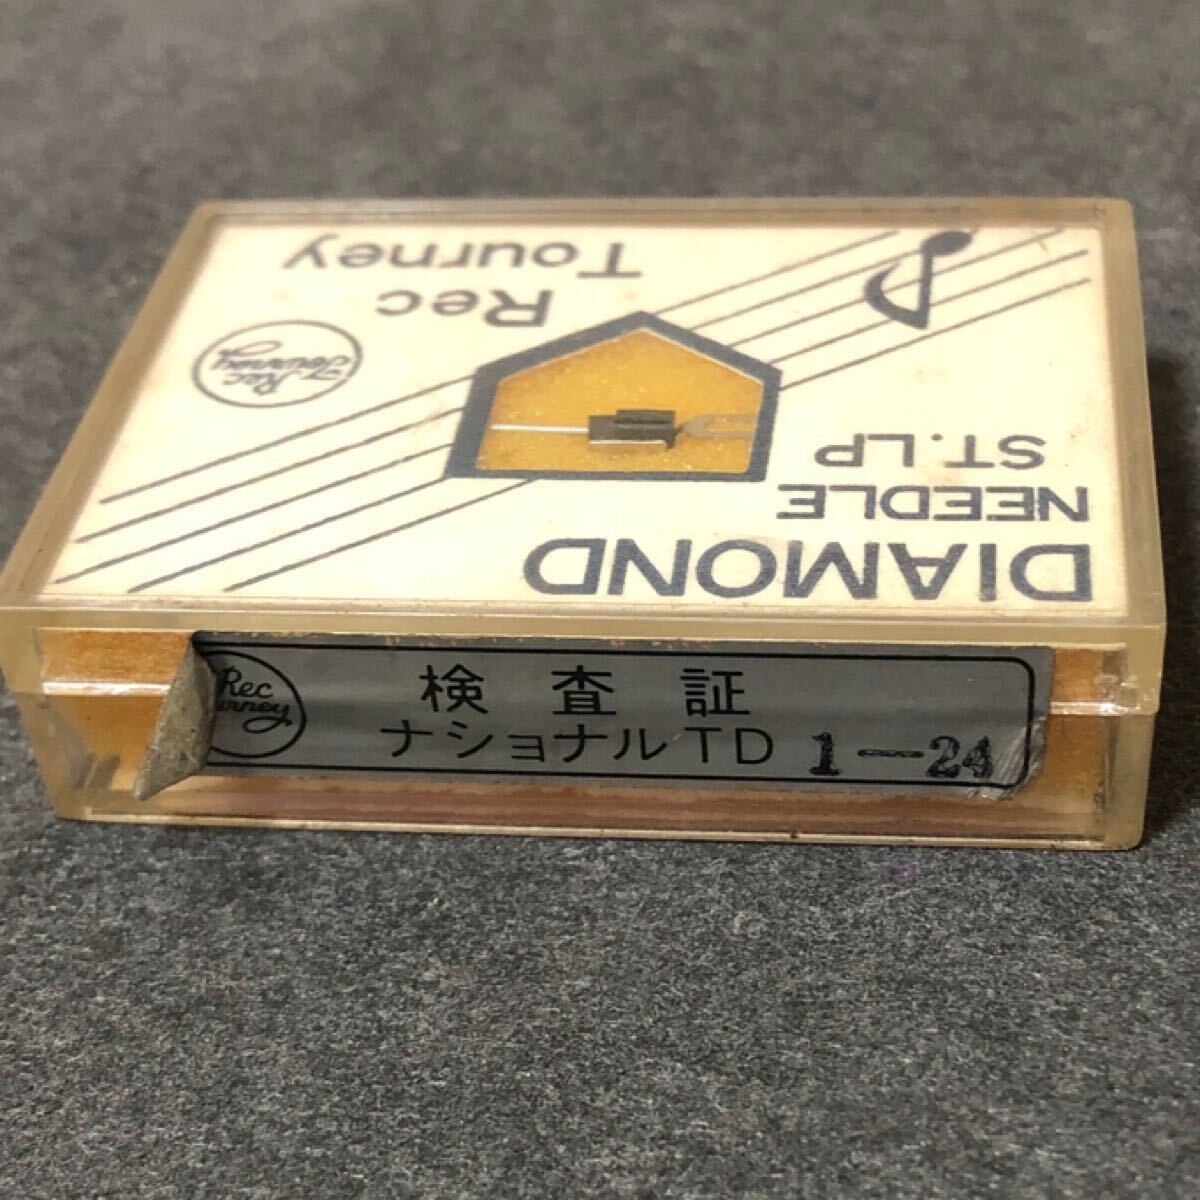 Rec
Tourney
Rec
Tourney
DIAMOND
NEEDLE
ST.LP
Rec
検査証
ナショナルTD 1-24